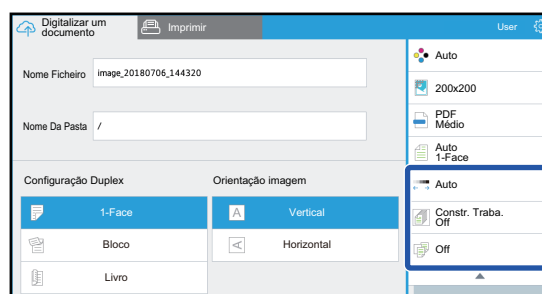 Digitalizar um
documento
Imprimir
User
Nome Ficheiro
image_20180706_144320
Nome Da Pasta
/
Configuração Duplex
Orientação imagem
1-Face
Bloco
Livro
A Vertical
A Horizontal
Auto
200x200
PDF
Médio
Auto
1-Face
Auto
Constr. Traba.
Off
Off